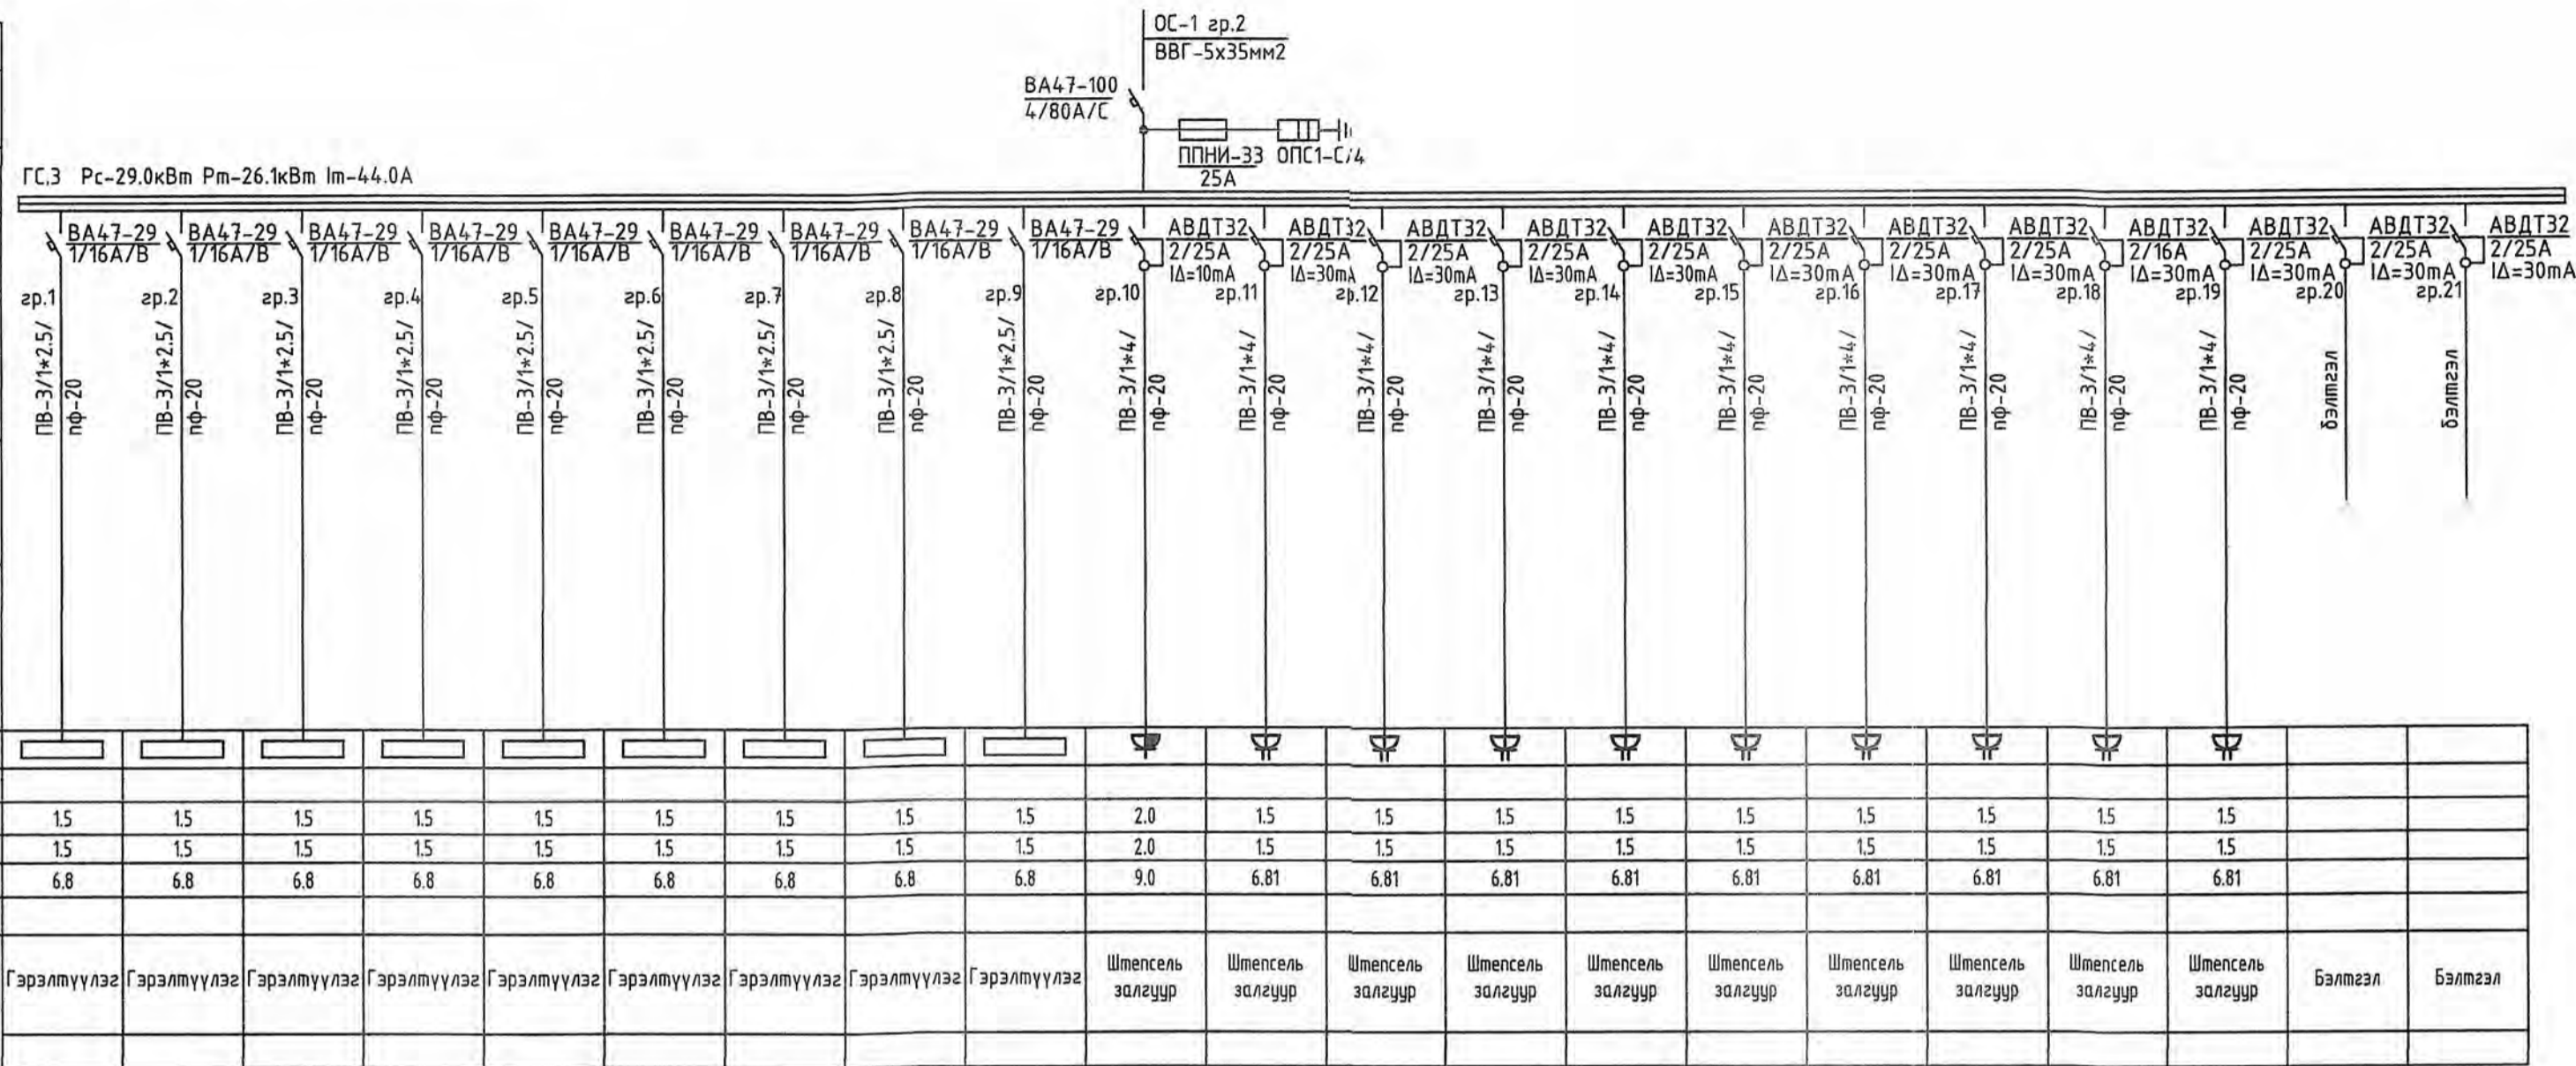 ОС-1 гр.2
ВВГ-5х35мм2
ВА47-100
4/80А/С
ППНИ-33 ОПС1-С/4
25А
ГС.3 Рс-29.0кВт Рт-26.1кВт Iт-44.0А
ВА47-29 ВА47-29 ВА47-29 ВА47-29 ВА47-29 ВА47-29 ВА47-29 ВА47-29 ВА47-29 АВДТ32 АВДТ32 АВДТ32 АВДТ32 АВДТ32 АВДТ32 АВДТ32 АВДТ32 АВДТ32 АВДТ32 АВДТ32 АВДТ32
1/16А/В 1/16А/В 1/16А/В 1/16А/В 1/16А/В 1/16А/В 1/16А/В 1/16А/В 1/16А/В 2/25А 2/25А 2/25А 2/25А 2/25А 2/25А 2/25А 2/25А 2/16А 2/25А 2/25А 2/25А
IΔ=10mA IΔ=30mA IΔ=30mA IΔ=30mA IΔ=30mA IΔ=30mA IΔ=30mA IΔ=30mA IΔ=30mA IΔ=30mA IΔ=30mA IΔ=30mA
гр.1 гр.2 гр.3 гр.4 гр.5 гр.6 гр.7 гр.8 гр.9 гр.10 гр.11 гр.12 гр.13 гр.14 гр.15 гр.16 гр.17 гр.18 гр.19 гр.20 гр.21
ПВ-3/1*2.5/ ПВ-3/1*2.5/ ПВ-3/1*2.5/ ПВ-3/1*2.5/ ПВ-3/1*2.5/ ПВ-3/1*2.5/ ПВ-3/1*2.5/ ПВ-3/1*2.5/ ПВ-3/1*2.5/ ПВ-3/1*4/ ПВ-3/1*4/ ПВ-3/1*4/ ПВ-3/1*4/ ПВ-3/1*4/ ПВ-3/1*4/ ПВ-3/1*4/ ПВ-3/1*4/ ПВ-3/1*4/ ПВ-3/1*4/ бэлтгэл бэлтгэл
пф-20 пф-20 пф-20 пф-20 пф-20 пф-20 пф-20 пф-20 пф-20 пф-20 пф-20 пф-20 пф-20 пф-20 пф-20 пф-20 пф-20 пф-20 пф-20
1.5 1.5 1.5 1.5 1.5 1.5 1.5 1.5 1.5 2.0 1.5 1.5 1.5 1.5 1.5 1.5 1.5 1.5 1.5
1.5 1.5 1.5 1.5 1.5 1.5 1.5 1.5 1.5 2.0 1.5 1.5 1.5 1.5 1.5 1.5 1.5 1.5 1.5
6.8 6.8 6.8 6.8 6.8 6.8 6.8 6.8 6.8 9.0 6.81 6.81 6.81 6.81 6.81 6.81 6.81 6.81 6.81
Гэрэлтүүлэг Гэрэлтүүлэг Гэрэлтүүлэг Гэрэлтүүлэг Гэрэлтүүлэг Гэрэлтүүлэг Гэрэлтүүлэг Гэрэлтүүлэг Гэрэлтүүлэг Штепсель Штепсель Штепсель Штепсель Штепсель Штепсель Штепсель Штепсель Штепсель Штепсель Бэлтгэл Бэлтгэл
залгуур залгуур залгуур залгуур залгуур залгуур залгуур залгуур залгуур залгуур